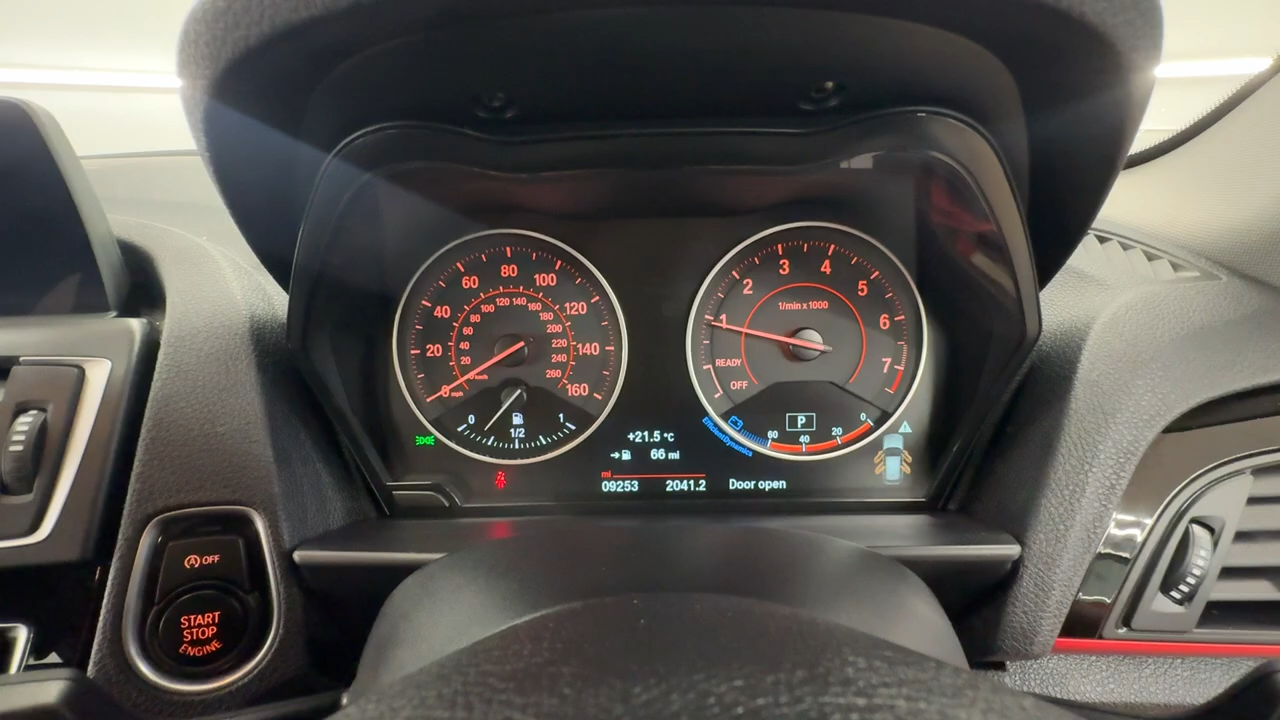 20 40 60 80 100 120 140 160
0 mph
0 km/h
20 40 60 80 100 120 140 160 180 200 220 240 260
0 1/2 1
1 2 3 4 5 6 7
1/min x 1000
READY
OFF
P
60 40 20 0
EfficientDynamics
+21.5 °C
66 mi
mi
09253 2041.2
Door open
A OFF
START
STOP
ENGINE